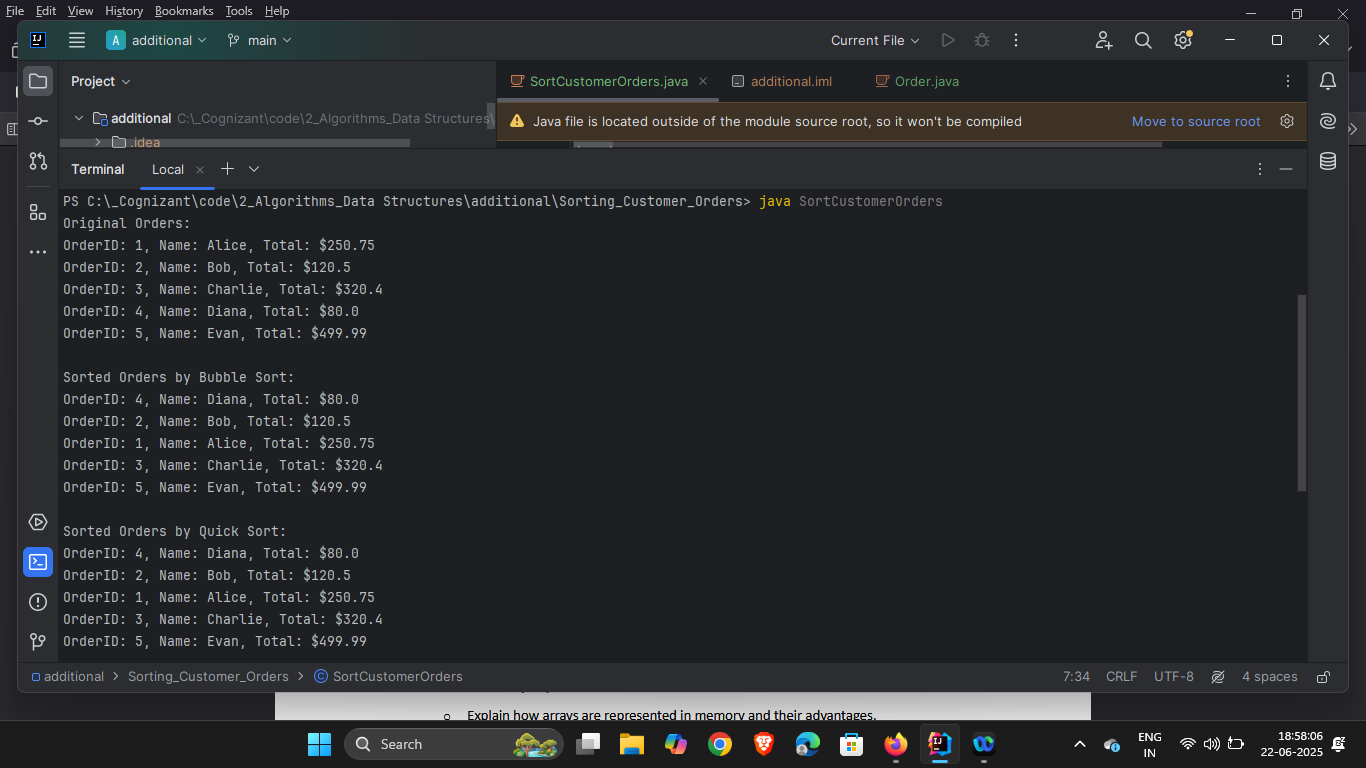 File Edit View History Bookmarks Tools Help
A additional main Current File
Project
SortCustomerOrders.java additional.iml Order.java
additional C:\_Cognizant\code\2_Algorithms_Data Structures\
.idea
Java file is located outside of the module source root, so it won't be compiled Move to source root
Terminal Local
PS C:\_Cognizant\code\2_Algorithms_Data Structures\additional\Sorting_Customer_Orders> java SortCustomerOrders
Original Orders:
OrderID: 1, Name: Alice, Total: $250.75
OrderID: 2, Name: Bob, Total: $120.5
OrderID: 3, Name: Charlie, Total: $320.4
OrderID: 4, Name: Diana, Total: $80.0
OrderID: 5, Name: Evan, Total: $499.99
Sorted Orders by Bubble Sort:
OrderID: 4, Name: Diana, Total: $80.0
OrderID: 2, Name: Bob, Total: $120.5
OrderID: 1, Name: Alice, Total: $250.75
OrderID: 3, Name: Charlie, Total: $320.4
OrderID: 5, Name: Evan, Total: $499.99
Sorted Orders by Quick Sort:
OrderID: 4, Name: Diana, Total: $80.0
OrderID: 2, Name: Bob, Total: $120.5
OrderID: 1, Name: Alice, Total: $250.75
OrderID: 3, Name: Charlie, Total: $320.4
OrderID: 5, Name: Evan, Total: $499.99
additional > Sorting_Customer_Orders > SortCustomerOrders 7:34 CRLF UTF-8 4 spaces
o Explain how arrays are represented in memory and their advantages.
Search ENG IN 18:58:06 22-06-2025